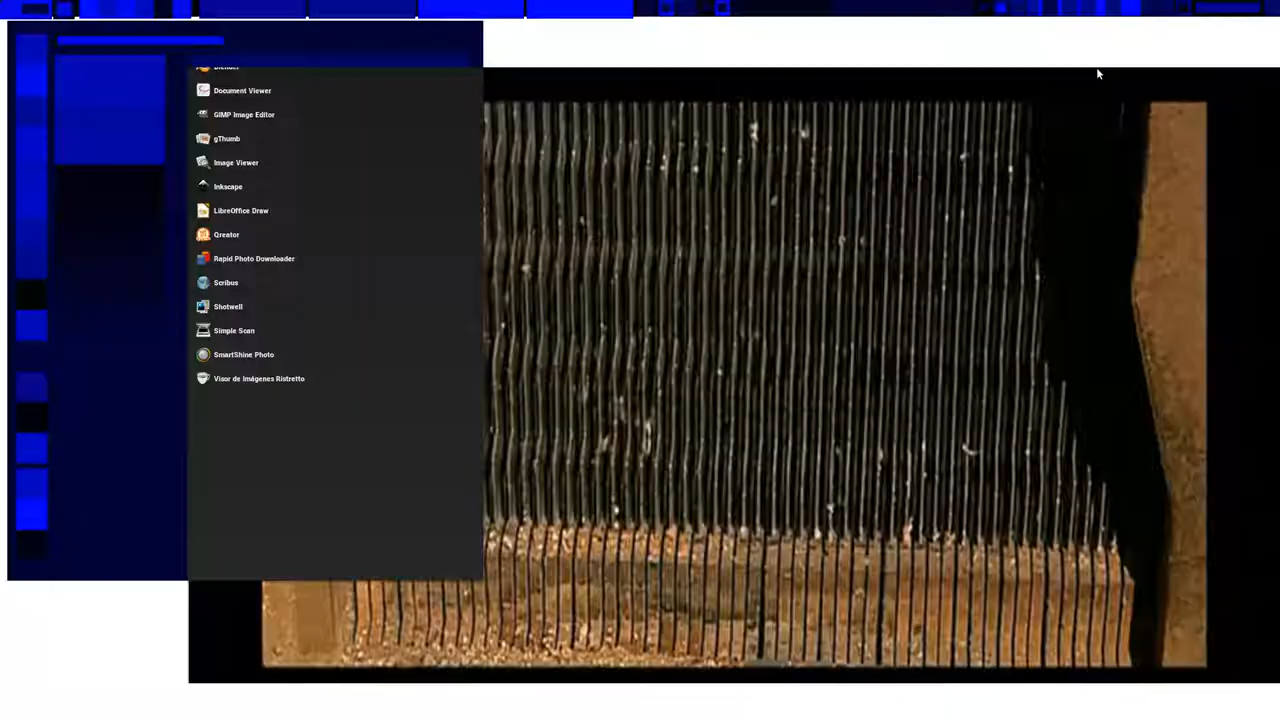 Blender
Document Viewer
GIMP Image Editor
gThumb
Image Viewer
Inkscape
LibreOffice Draw
Qreator
Rapid Photo Downloader
Scribus
Shotwell
Simple Scan
SmartShine Photo
Visor de Imágenes Ristretto